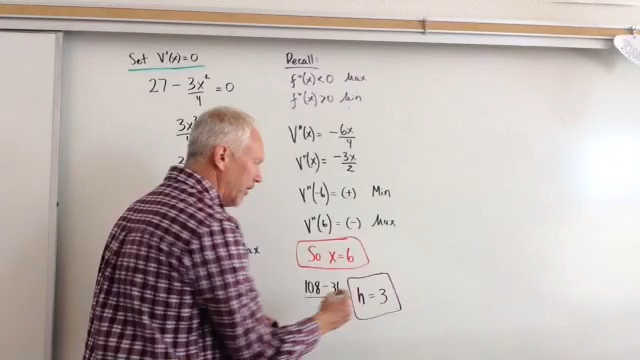 Set V'(x)=0
27 - 3x²/4 = 0
3x²
Recall:
f"(x) < 0 Max
f"(x) > 0 Min
V"(x) = -6x/4
V"(x) = -3x/2
V"(-6) = (+) Min
V"(6) = (-) Max
So x=6
108-36
h = 3